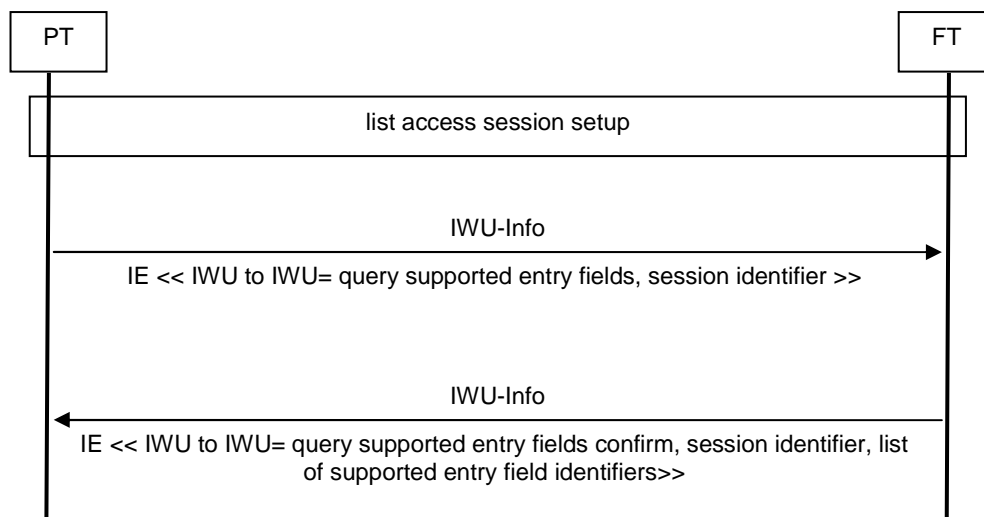 PT
FT
list access session setup
IWU-Info
IE << IWU to IWU= query supported entry fields, session identifier >>
IWU-Info
IE << IWU to IWU= query supported entry fields confirm, session identifier, list
of supported entry field identifiers>>